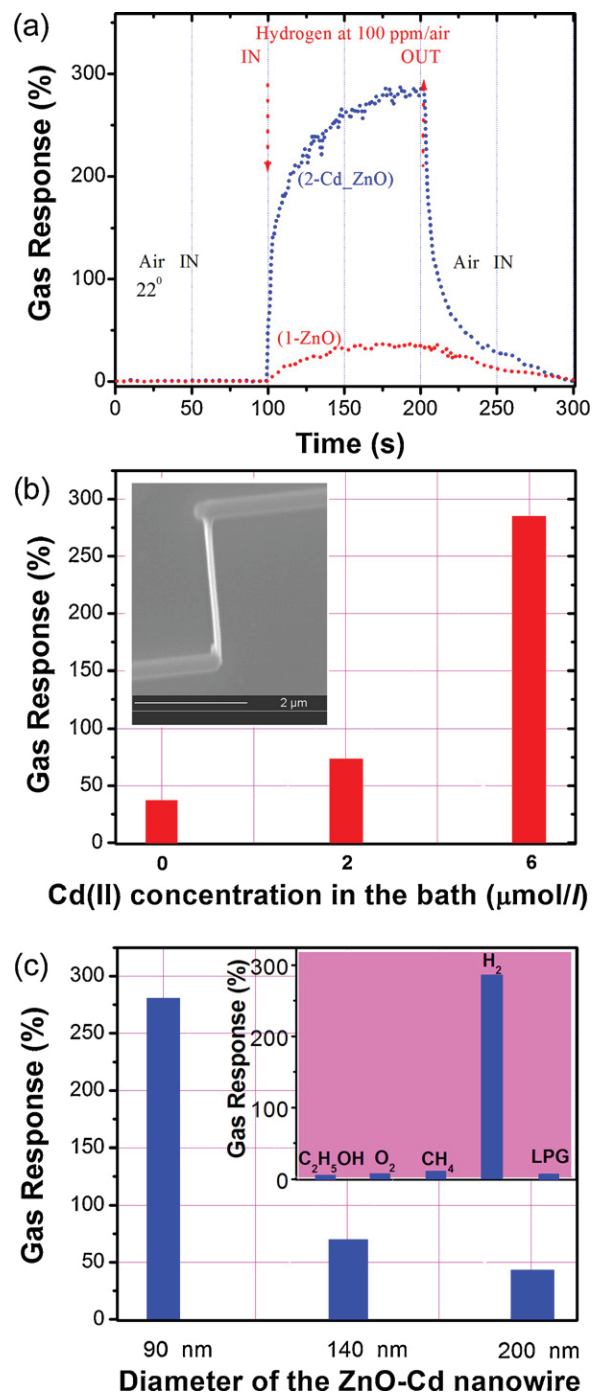 (a)
Hydrogen at 100 ppm/air
IN OUT
300
200
100
0
Gas Response (%)
(2-Cd_ZnO)
Air IN
22⁰
Air IN
(1-ZnO)
0 50 100 150 200 250 300
Time (s)
(b)
300
250
200
150
100
50
0
Gas Response (%)
2 µm
0 2 6
Cd(II) concentration in the bath (µmol/l)
(c)
300
250
200
150
100
50
0
Gas Response (%)
300
200
100
0
Gas Response (%)
H₂
C₂H₅OH O₂ CH₄ LPG
90 nm 140 nm 200 nm
Diameter of the ZnO-Cd nanowire